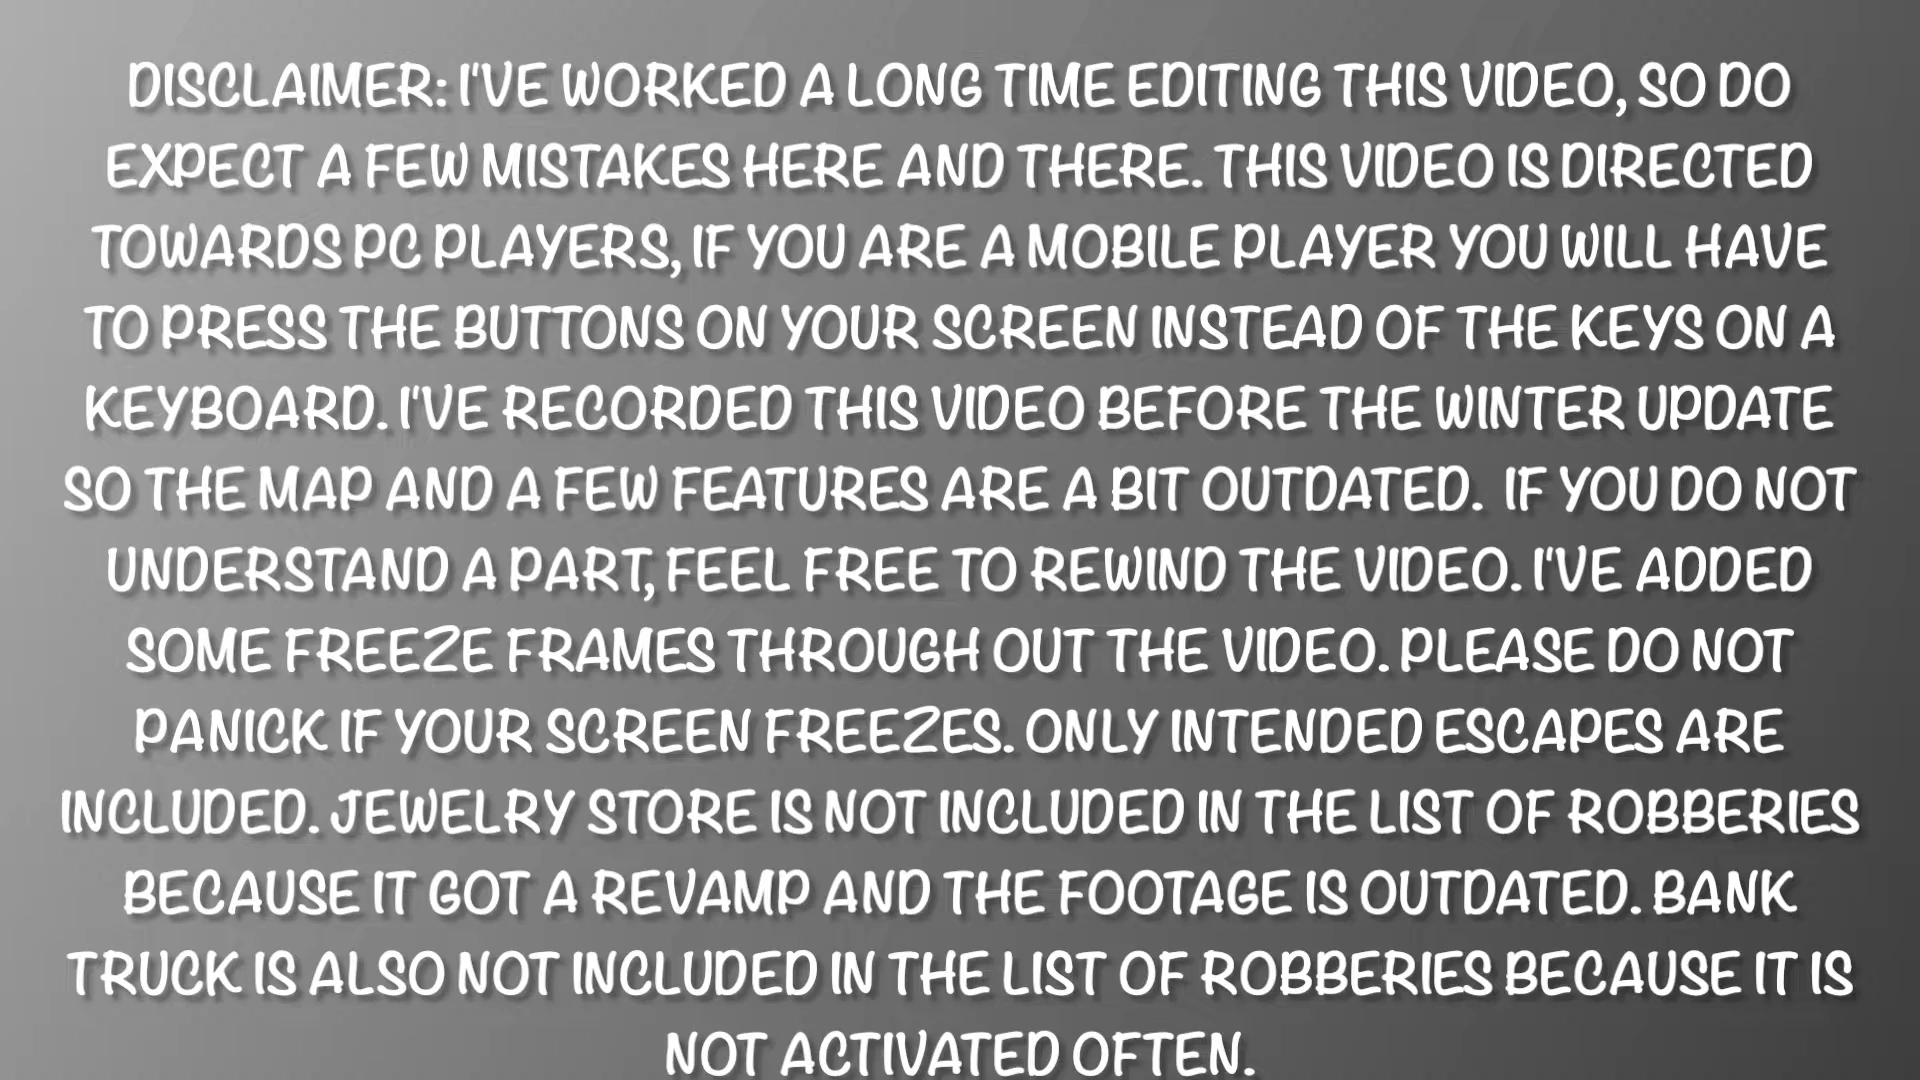 DISCLAIMER: I'VE WORKED A LONG TIME EDITING THIS VIDEO, SO DO
EXPECT A FEW MISTAKES HERE AND THERE. THIS VIDEO IS DIRECTED
TOWARDS PC PLAYERS, IF YOU ARE A MOBILE PLAYER YOU WILL HAVE
TO PRESS THE BUTTONS ON YOUR SCREEN INSTEAD OF THE KEYS ON A
KEYBOARD. I'VE RECORDED THIS VIDEO BEFORE THE WINTER UPDATE
SO THE MAP AND A FEW FEATURES ARE A BIT OUTDATED. IF YOU DO NOT
UNDERSTAND A PART, FEEL FREE TO REWIND THE VIDEO. I'VE ADDED
SOME FREEZE FRAMES THROUGH OUT THE VIDEO. PLEASE DO NOT
PANICK IF YOUR SCREEN FREEZES. ONLY INTENDED ESCAPES ARE
INCLUDED. JEWELRY STORE IS NOT INCLUDED IN THE LIST OF ROBBERIES
BECAUSE IT GOT A REVAMP AND THE FOOTAGE IS OUTDATED. BANK
TRUCK IS ALSO NOT INCLUDED IN THE LIST OF ROBBERIES BECAUSE IT IS
NOT ACTIVATED OFTEN.